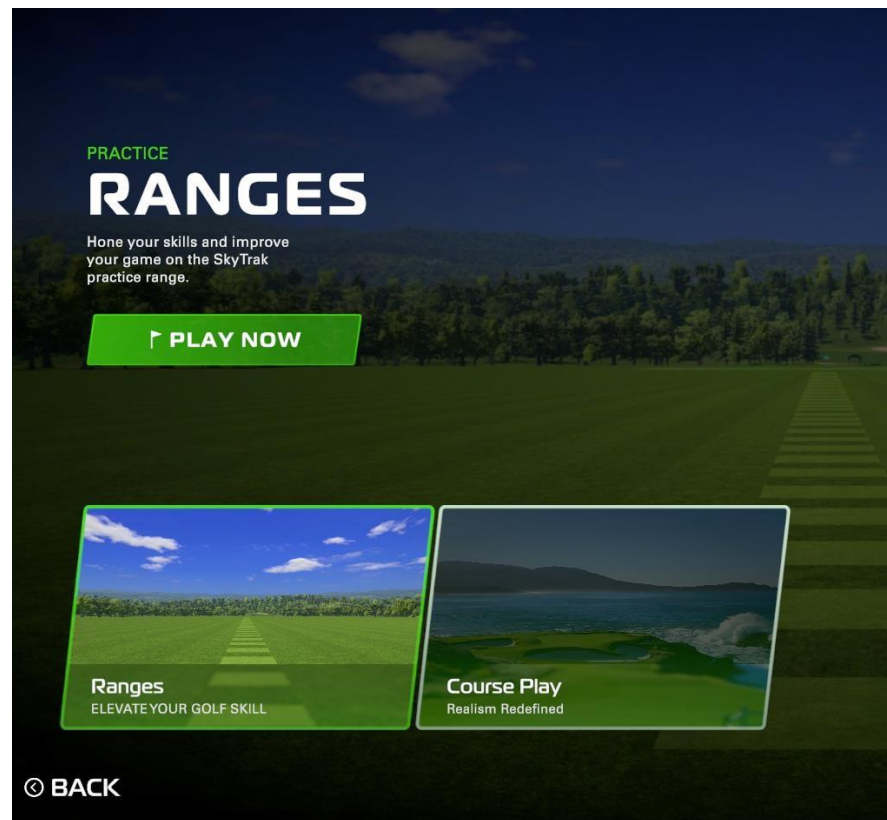 PRACTICE
RANGES
Hone your skills and improve
your game on the SkyTrak
practice range.
PLAY NOW
Ranges
ELEVATE YOUR GOLF SKILL
Course Play
Realism Redefined
BACK